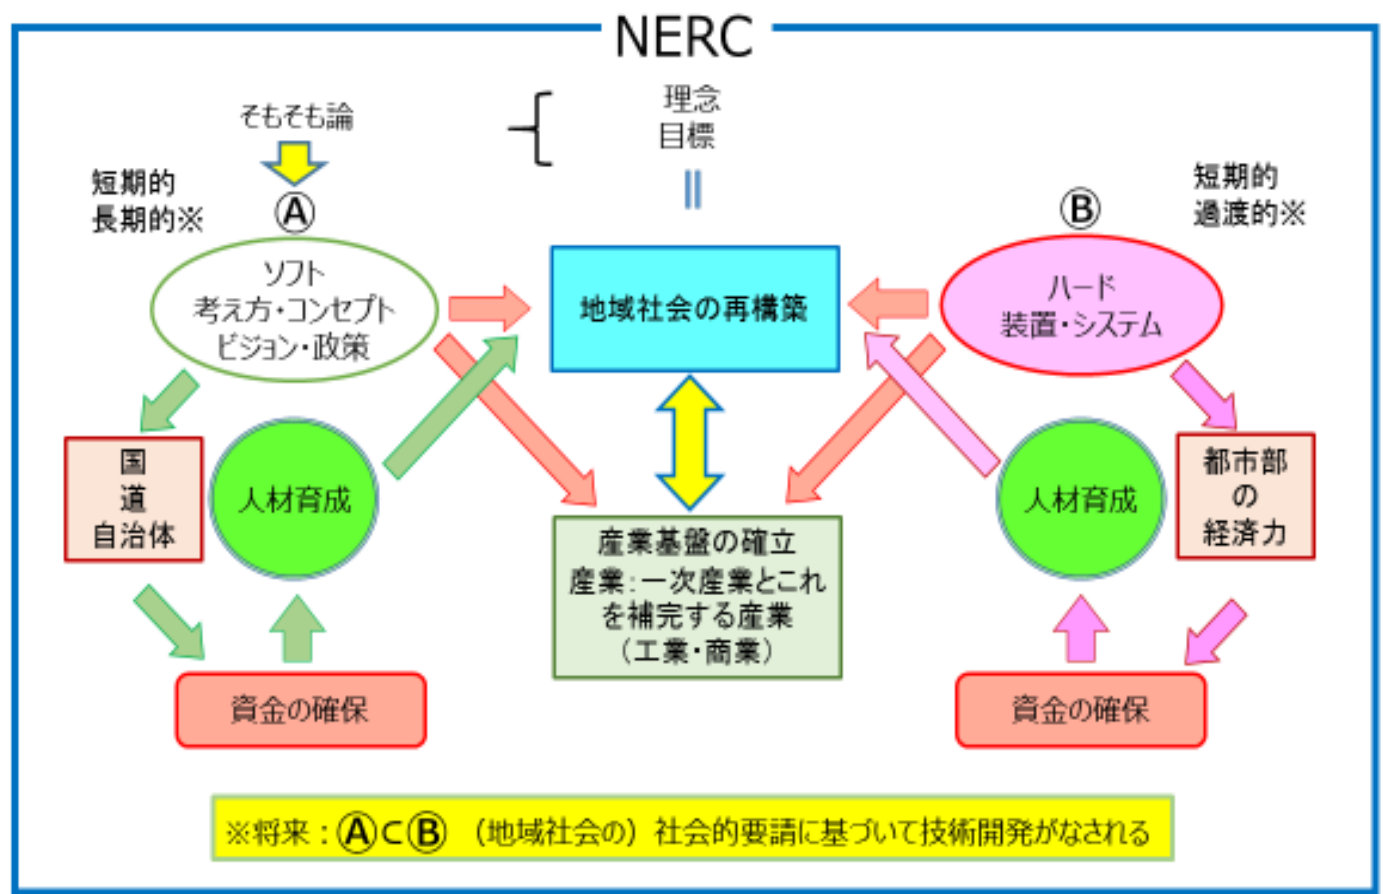 NERC
そもそも論
理念
目標
短期的
長期的※
Ⓐ
ソフト
考え方・コンセプト
ビジョン・政策
地域社会の再構築
短期的
過渡的※
Ⓑ
ハード
装置・システム
国
道
自治体
人材育成
産業基盤の確立
産業：一次産業とこれ
を補完する産業
（工業・商業）
人材育成
都市部
の
経済力
資金の確保
資金の確保
※将来：Ⓐ⊂Ⓑ （地域社会の）社会的要請に基づいて技術開発がなされる